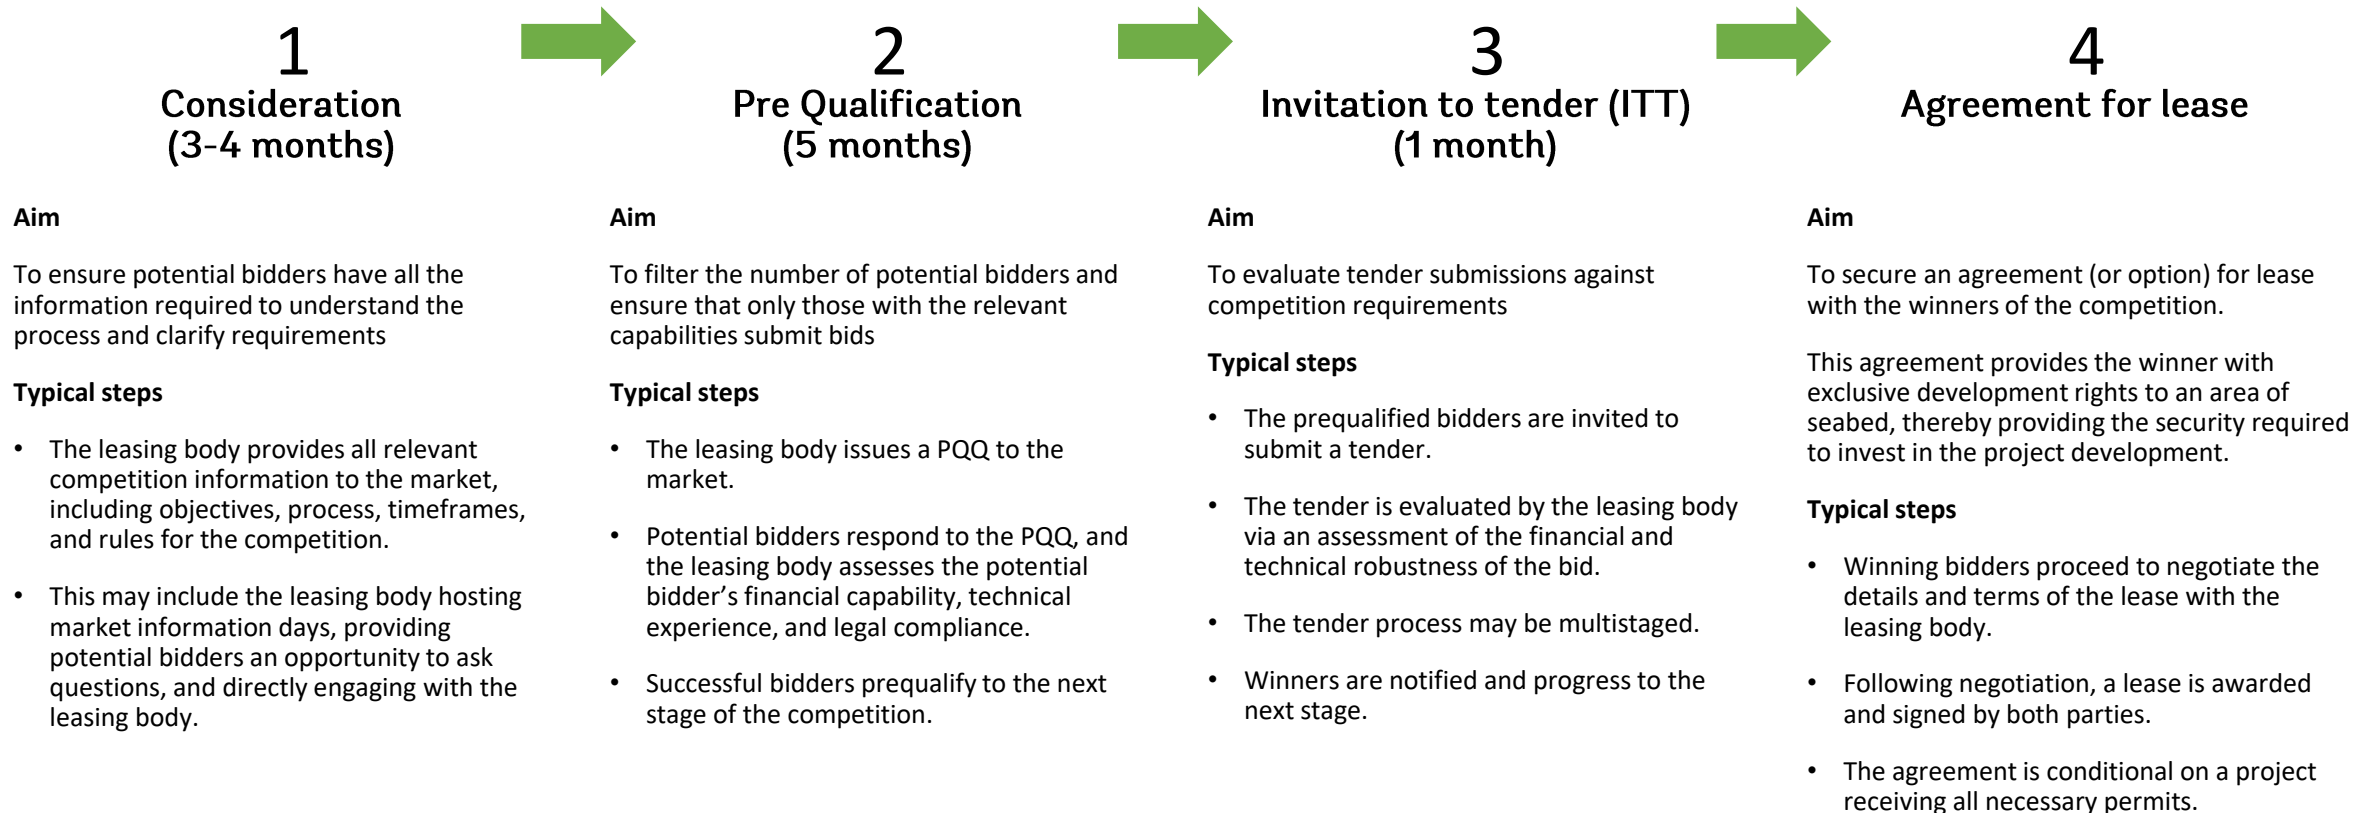 1
Consideration
(3-4 months)
Aim
To ensure potential bidders have all the
information required to understand the
process and clarify requirements
Typical steps
• The leasing body provides all relevant
competition information to the market,
including objectives, process, timeframes,
and rules for the competition.
• This may include the leasing body hosting
market information days, providing
potential bidders an opportunity to ask
questions, and directly engaging with the
leasing body.
2
Pre Qualification
(5 months)
Aim
To filter the number of potential bidders and
ensure that only those with the relevant
capabilities submit bids
Typical steps
• The leasing body issues a PQQ to the
market.
• Potential bidders respond to the PQQ, and
the leasing body assesses the potential
bidder’s financial capability, technical
experience, and legal compliance.
• Successful bidders prequalify to the next
stage of the competition.
3
Invitation to tender (ITT)
(1 month)
Aim
To evaluate tender submissions against
competition requirements
Typical steps
• The prequalified bidders are invited to
submit a tender.
• The tender is evaluated by the leasing body
via an assessment of the financial and
technical robustness of the bid.
• The tender process may be multistaged.
• Winners are notified and progress to the
next stage.
4
Agreement for lease
Aim
To secure an agreement (or option) for lease
with the winners of the competition.
This agreement provides the winner with
exclusive development rights to an area of
seabed, thereby providing the security required
to invest in the project development.
Typical steps
• Winning bidders proceed to negotiate the
details and terms of the lease with the
leasing body.
• Following negotiation, a lease is awarded
and signed by both parties.
• The agreement is conditional on a project
receiving all necessary permits.